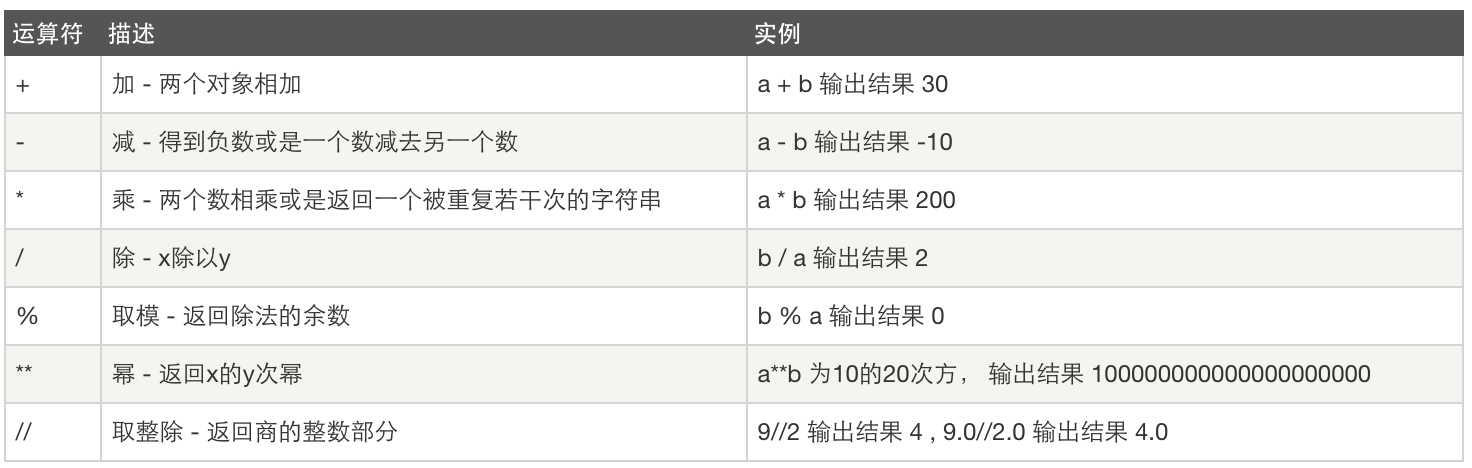 运算符 描述 实例
+ 加 - 两个对象相加 a + b 输出结果 30
- 减 - 得到负数或是一个数减去另一个数 a - b 输出结果 -10
* 乘 - 两个数相乘或是返回一个被重复若干次的字符串 a * b 输出结果 200
/ 除 - x除以y b / a 输出结果 2
% 取模 - 返回除法的余数 b % a 输出结果 0
** 幂 - 返回x的y次幂 a**b 为10的20次方， 输出结果 100000000000000000000
// 取整除 - 返回商的整数部分 9//2 输出结果 4 , 9.0//2.0 输出结果 4.0